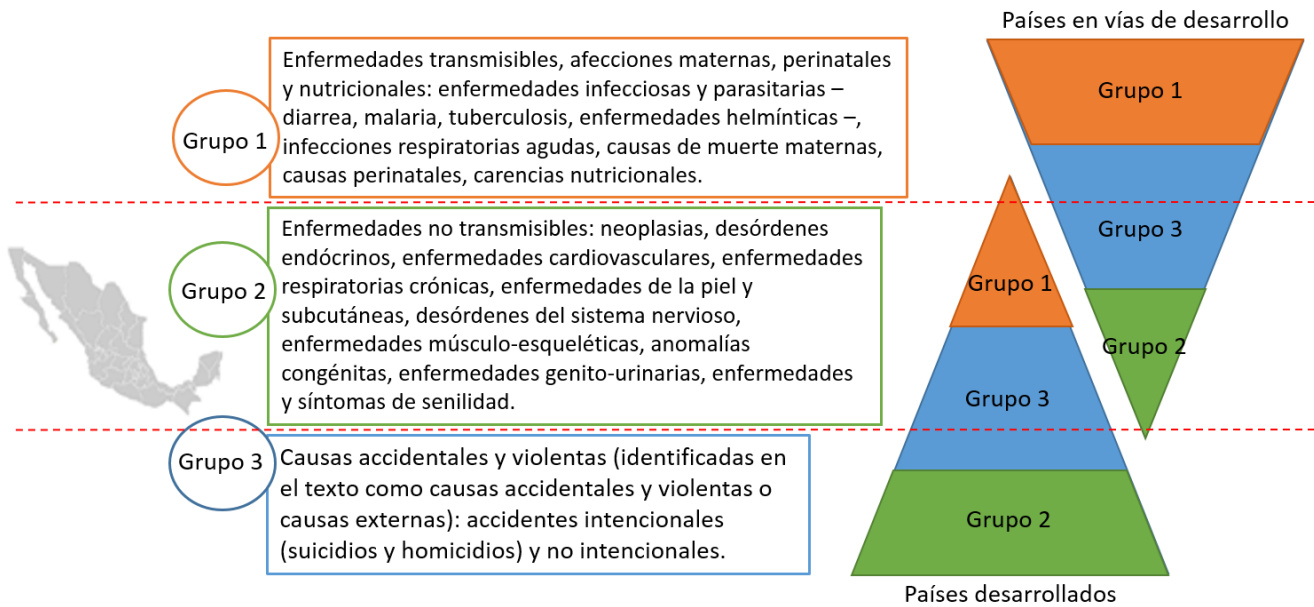 Grupo 1
Enfermedades transmisibles, afecciones maternas, perinatales
y nutricionales: enfermedades infecciosas y parasitarias –
diarrea, malaria, tuberculosis, enfermedades helmínticas –,
infecciones respiratorias agudas, causas de muerte maternas,
causas perinatales, carencias nutricionales.
Grupo 2
Enfermedades no transmisibles: neoplasias, desórdenes
endócrinos, enfermedades cardiovasculares, enfermedades
respiratorias crónicas, enfermedades de la piel y
subcutáneas, desórdenes del sistema nervioso,
enfermedades músculo-esqueléticas, anomalías
congénitas, enfermedades genito-urinarias, enfermedades
y síntomas de senilidad.
Grupo 3
Causas accidentales y violentas (identificadas en
el texto como causas accidentales y violentas o
causas externas): accidentes intencionales
(suicidios y homicidios) y no intencionales.
Países en vías de desarrollo
Grupo 1
Grupo 3
Grupo 2
Grupo 1
Grupo 3
Grupo 2
Países desarrollados